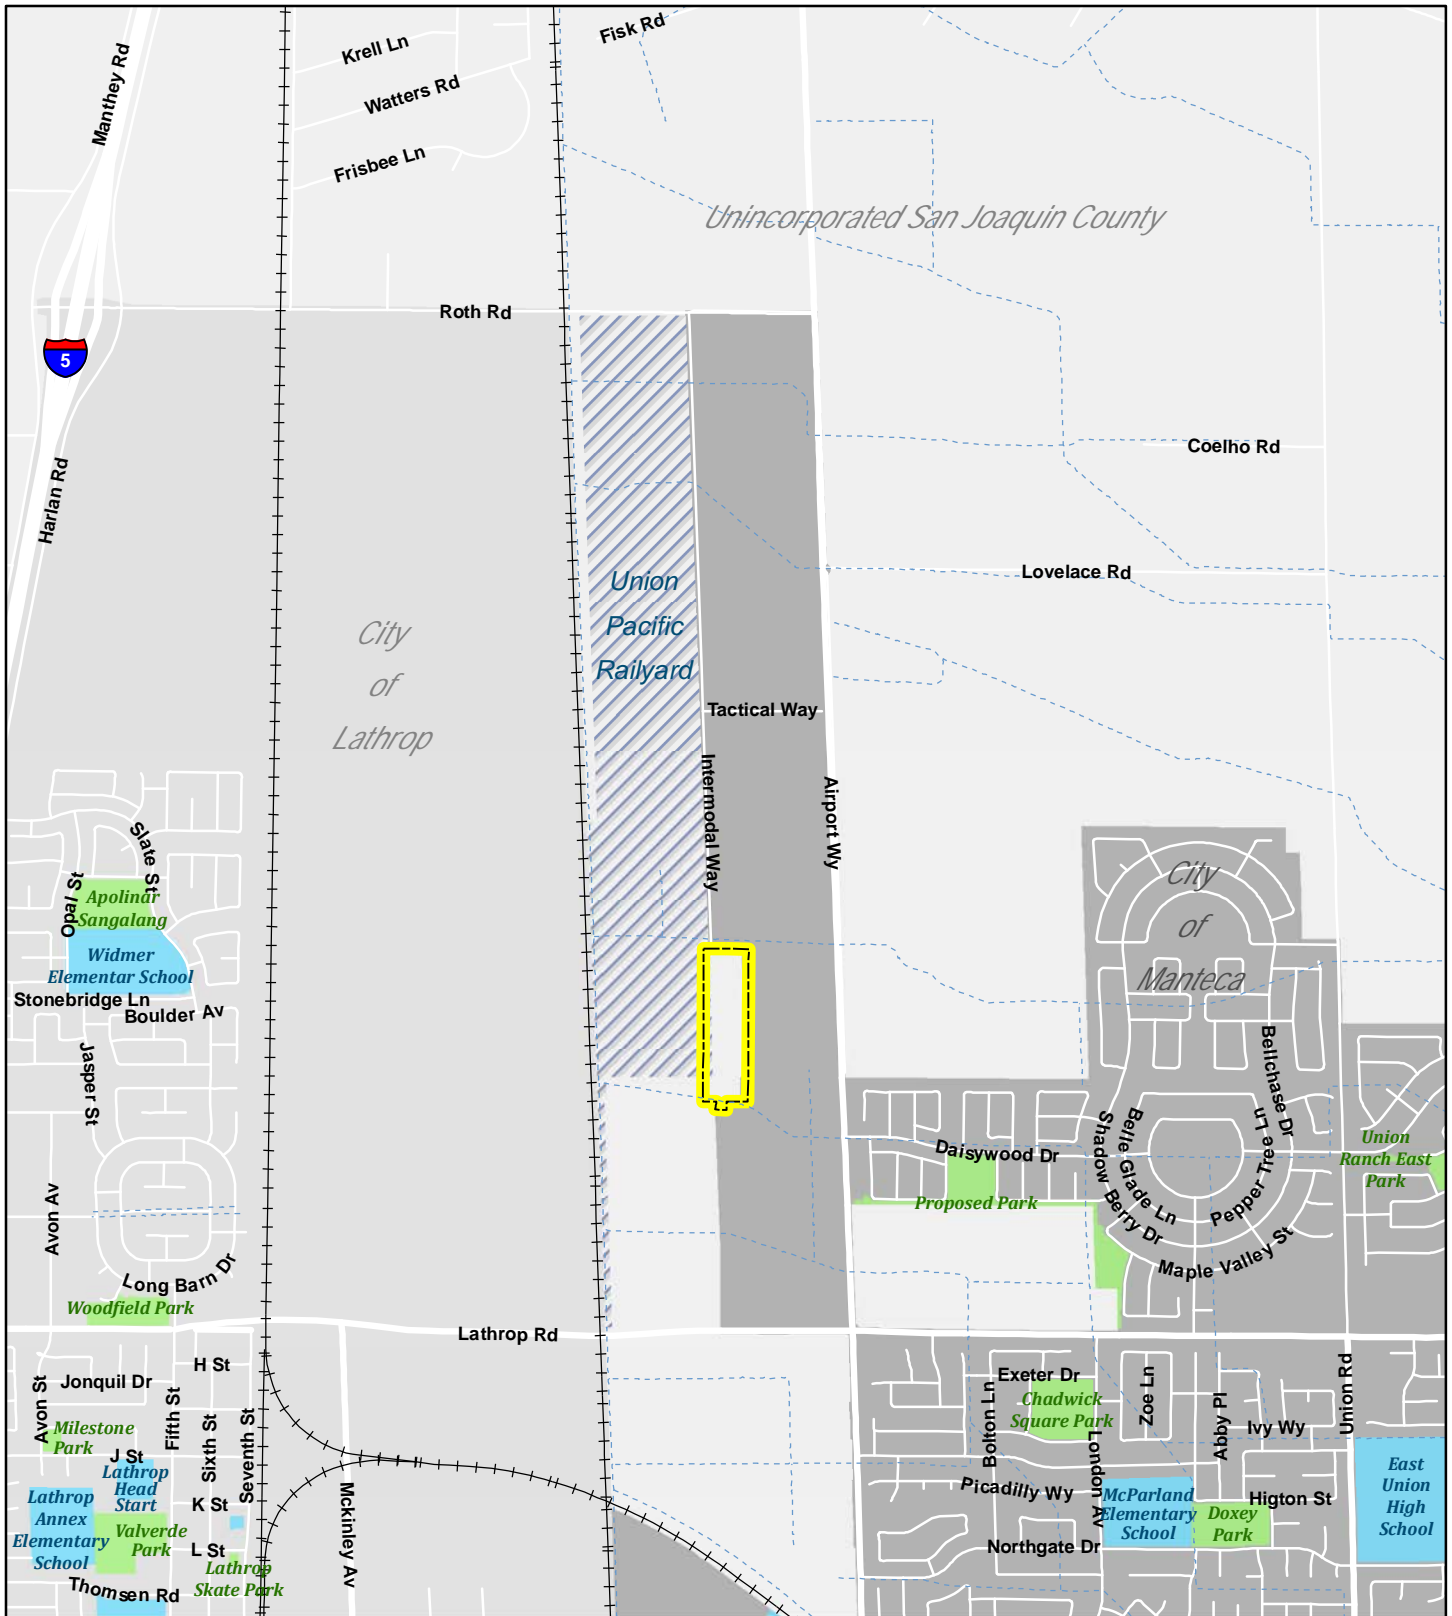 Fisk Rd
Manthey Rd
Krell Ln
Watters Rd
Frisbee Ln
Unincorporated San Joaquin County
Roth Rd
5
Harlan Rd
Coelho Rd
Lovelace Rd
Union
Pacific
Railyard
City
of
Lathrop
Tactical Way
Intermodal Way
Airport Wy
Slate St
Opal St
Apolinar
Sangalang
Widmer
Elementar School
Stonebridge Ln
Boulder Av
Jasper St
City
of
Manteca
Bellchase Dr
Pepper Tree Ln
Belle Glade Ln
Shadow Berry Dr
Daisywood Dr
Proposed Park
Maple Valley St
Union
Ranch East
Park
Avon Av
Long Barn Dr
Woodfield Park
Lathrop Rd
H St
Jonquil Dr
Avon St
Fifth St
Sixth St
Seventh St
Milestone
Park
J St
Lathrop
Head
Start
K St
Lathrop
Annex
Elementary
School
Valverde
Park
L St
Lathrop
Skate Park
Thomsen Rd
Mckinley Av
Exeter Dr
Chadwick
Square Park
Bolton Ln
London Av
Zoe Ln
Abby Pl
Ivy Wy
Union Rd
Picadilly Wy
McParland
Elementary
School
Doxey
Park
Higton St
Northgate Dr
East
Union
High
School